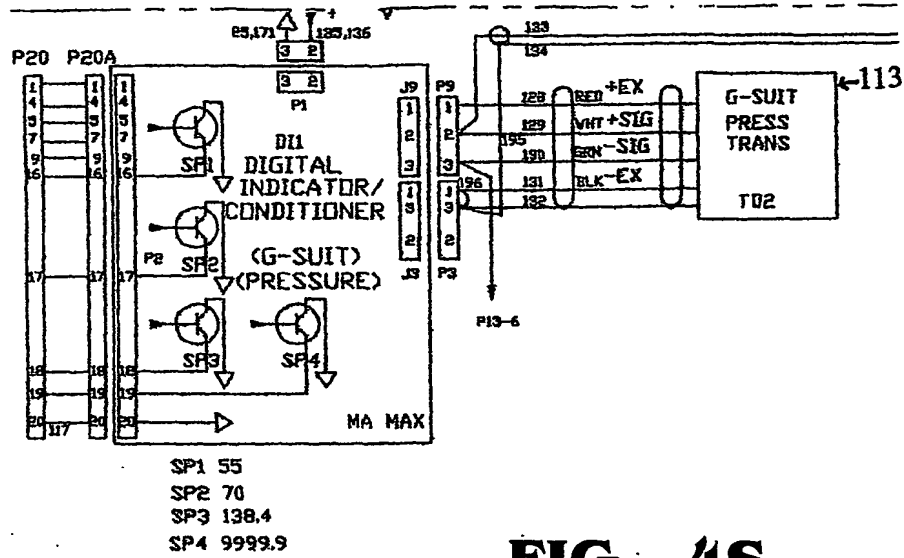 25,171
135,136
+
3 2
P20 P20A
3 2
P1
J9 P9
133
134
113
1 1 1
4 4 4
5 5 5
7 7 7
9 9 9
16 16 16
SP1
DI1
DIGITAL
INDICATOR/
CONDITIONER
1 1
2 2
3 3
128 RED +EX
129 WHT +SIG
195
190 GRN -SIG
196
131 BLK -EX
132
G-SUIT
PRESS
TRANS
TD2
1 1
3 3
2 2
J3 P3
P2
SP2
(G-SUIT)
(PRESSURE)
17 17 17
P13-6
SP3
SP4
18 18 18
19 19 19
20 117 20 20
MA MAX
SP1 55
SP2 70
SP3 138.4
SP4 9999.9
FIG. 4S